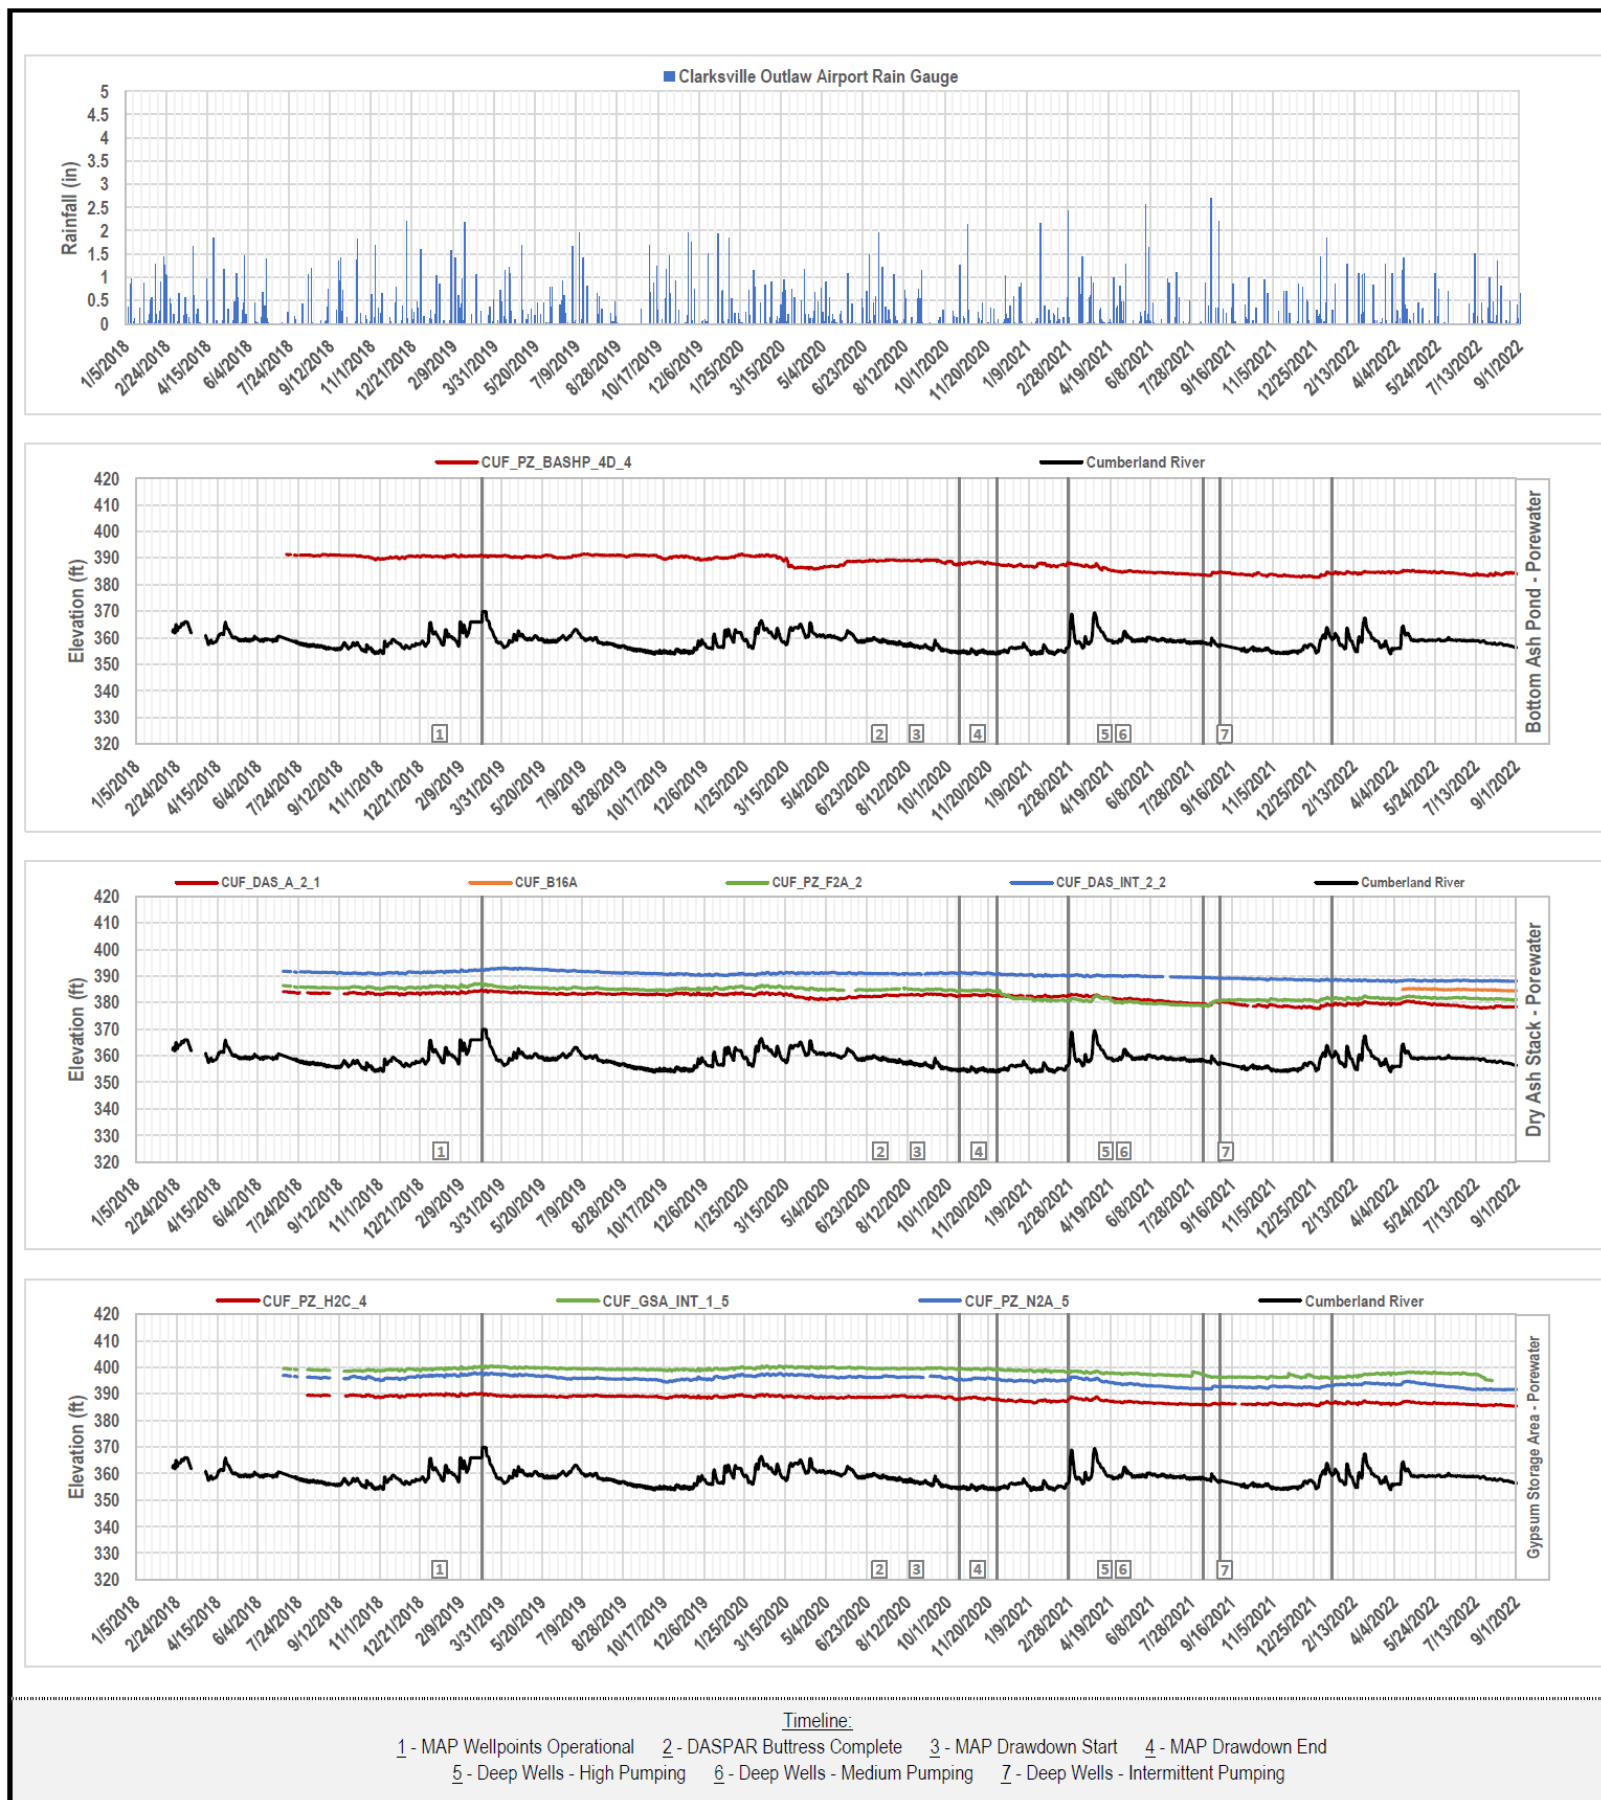 Clarksville Outlaw Airport Rain Gauge
Rainfall (in)
5
4.5
4
3.5
3
2.5
2
1.5
1
0.5
0
1/5/2018 2/24/2018 4/15/2018 6/4/2018 7/24/2018 9/12/2018 11/1/2018 12/21/2018 2/9/2019 3/31/2019 5/20/2019 7/9/2019 8/28/2019 10/17/2019 12/6/2019 1/25/2020 3/15/2020 5/4/2020 6/23/2020 8/12/2020 10/1/2020 11/20/2020 1/9/2021 2/28/2021 4/19/2021 6/8/2021 7/28/2021 9/16/2021 11/5/2021 12/25/2021 2/13/2022 4/4/2022 5/24/2022 7/13/2022 9/1/2022
CUF_PZ_BASHP_4D_4 Cumberland River
Elevation (ft)
420
410
400
390
380
370
360
350
340
330
320
1 2 3 4 5 6 7
Bottom Ash Pond - Porewater
1/5/2018 2/24/2018 4/15/2018 6/4/2018 7/24/2018 9/12/2018 11/1/2018 12/21/2018 2/9/2019 3/31/2019 5/20/2019 7/9/2019 8/28/2019 10/17/2019 12/6/2019 1/25/2020 3/15/2020 5/4/2020 6/23/2020 8/12/2020 10/1/2020 11/20/2020 1/9/2021 2/28/2021 4/19/2021 6/8/2021 7/28/2021 9/16/2021 11/5/2021 12/25/2021 2/13/2022 4/4/2022 5/24/2022 7/13/2022 9/1/2022
CUF_DAS_A_2_1 CUF_B16A CUF_PZ_F2A_2 CUF_DAS_INT_2_2 Cumberland River
Elevation (ft)
420
410
400
390
380
370
360
350
340
330
320
1 2 3 4 5 6 7
Dry Ash Stack - Porewater
1/5/2018 2/24/2018 4/15/2018 6/4/2018 7/24/2018 9/12/2018 11/1/2018 12/21/2018 2/9/2019 3/31/2019 5/20/2019 7/9/2019 8/28/2019 10/17/2019 12/6/2019 1/25/2020 3/15/2020 5/4/2020 6/23/2020 8/12/2020 10/1/2020 11/20/2020 1/9/2021 2/28/2021 4/19/2021 6/8/2021 7/28/2021 9/16/2021 11/5/2021 12/25/2021 2/13/2022 4/4/2022 5/24/2022 7/13/2022 9/1/2022
CUF_PZ_H2C_4 CUF_GSA_INT_1_5 CUF_PZ_N2A_5 Cumberland River
Elevation (ft)
420
410
400
390
380
370
360
350
340
330
320
1 2 3 4 5 6 7
Gypsum Storage Area - Porewater
1/5/2018 2/24/2018 4/15/2018 6/4/2018 7/24/2018 9/12/2018 11/1/2018 12/21/2018 2/9/2019 3/31/2019 5/20/2019 7/9/2019 8/28/2019 10/17/2019 12/6/2019 1/25/2020 3/15/2020 5/4/2020 6/23/2020 8/12/2020 10/1/2020 11/20/2020 1/9/2021 2/28/2021 4/19/2021 6/8/2021 7/28/2021 9/16/2021 11/5/2021 12/25/2021 2/13/2022 4/4/2022 5/24/2022 7/13/2022 9/1/2022
Timeline:
1 - MAP Wellpoints Operational 2 - DASPAR Buttress Complete 3 - MAP Drawdown Start 4 - MAP Drawdown End
5 - Deep Wells - High Pumping 6 - Deep Wells - Medium Pumping 7 - Deep Wells - Intermittent Pumping